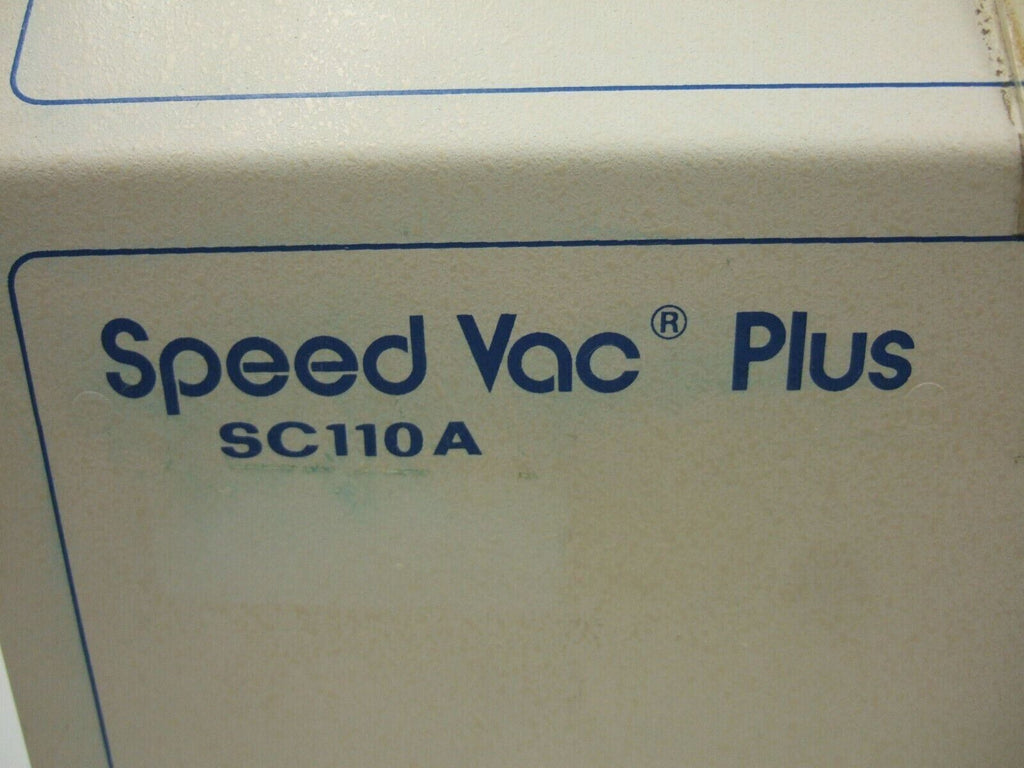 Speed Vac® Plus
SC110A